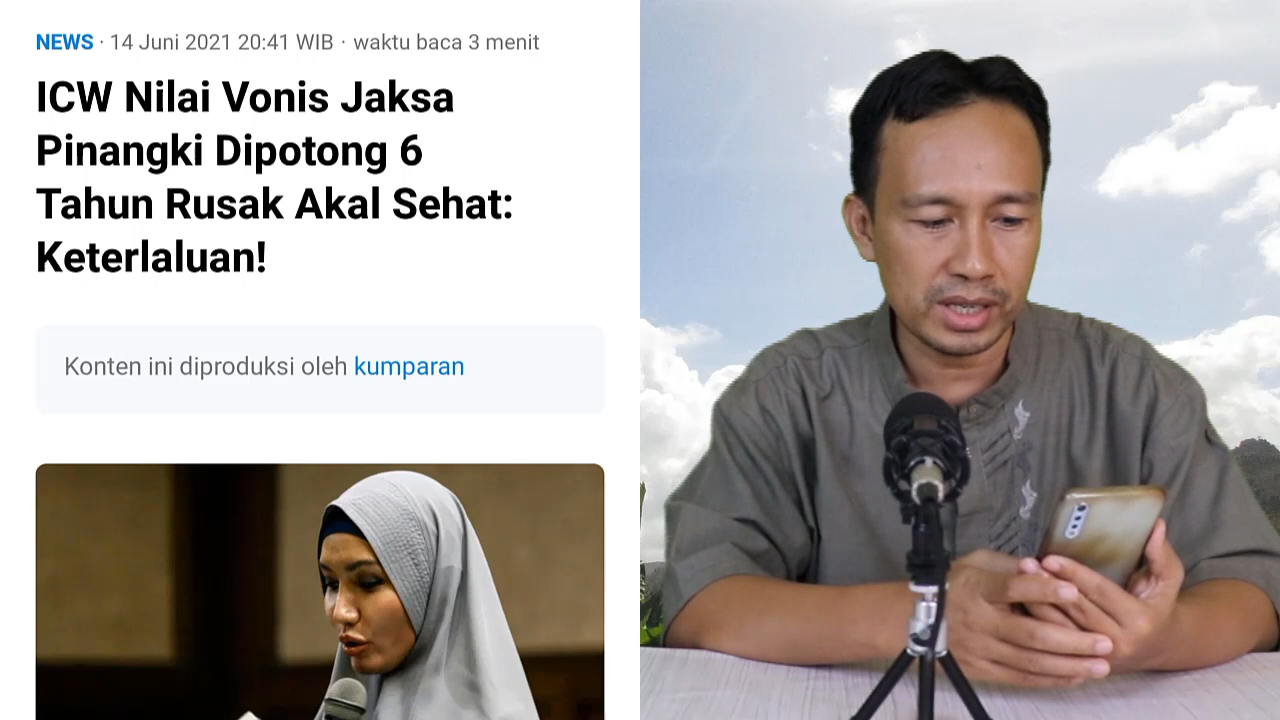 NEWS · 14 Juni 2021 20:41 WIB · waktu baca 3 menit
ICW Nilai Vonis Jaksa
Pinangki Dipotong 6
Tahun Rusak Akal Sehat:
Keterlaluan!
Konten ini diproduksi oleh kumparan